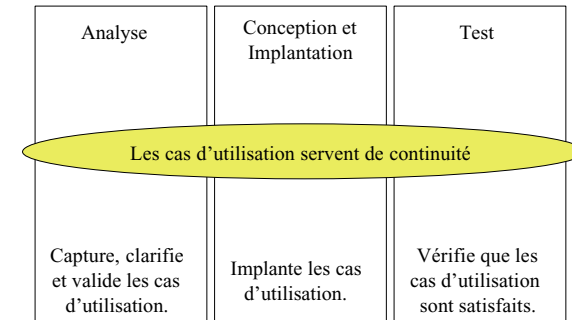 Analyse
Conception et
Implantation
Test
Les cas d’utilisation servent de continuité
Capture, clarifie
et valide les cas
d’utilisation.
Implante les cas
d’utilisation.
Vérifie que les
cas d’utilisation
sont satisfaits.